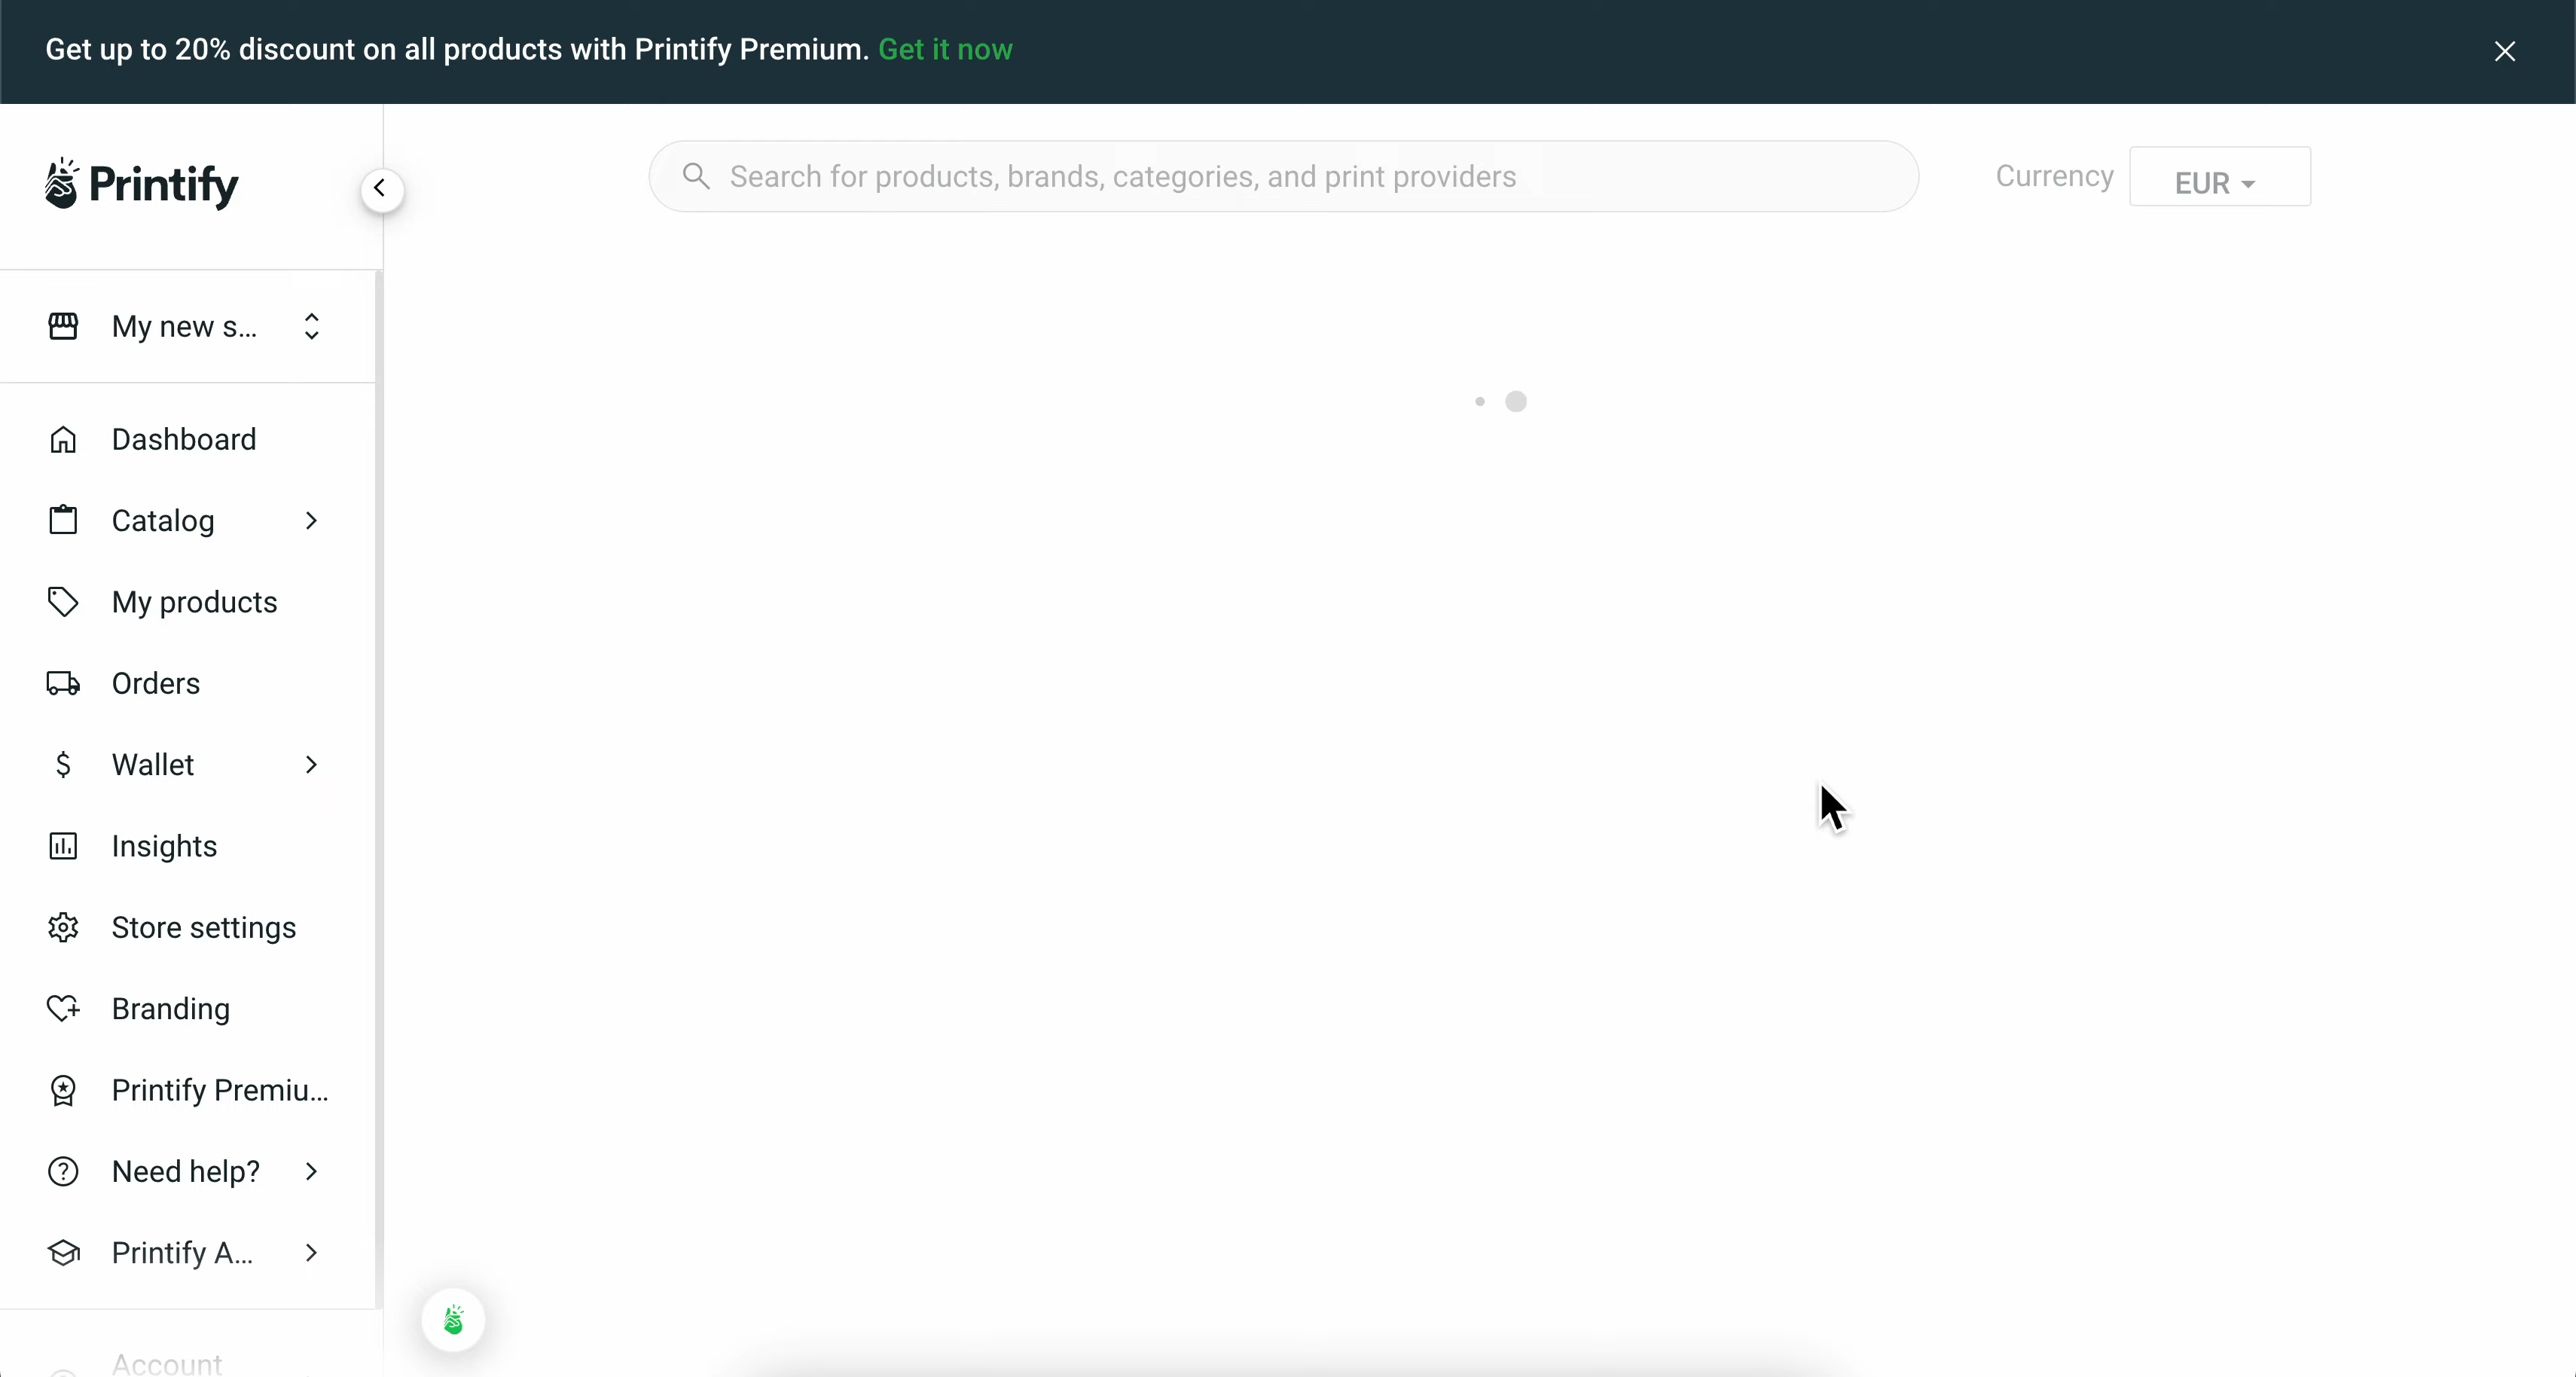 Get up to 20% discount on all products with Printify Premium. Get it now
Printify
Search for products, brands, categories, and print providers
Currency
EUR
My new s...
Dashboard
Catalog
My products
Orders
Wallet
Insights
Store settings
Branding
Printify Premiu...
Need help?
Printify A...
Account